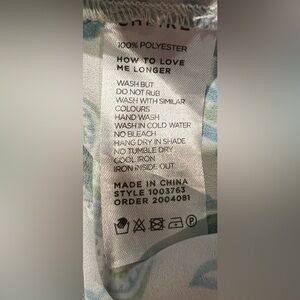 100% POLYESTER
HOW TO LOVE
ME LONGER
WASH BUT
DO NOT RUB
WASH WITH SIMILAR
COLOURS
HAND WASH
WASH IN COLD WATER
NO BLEACH
HANG DRY IN SHADE
NO TUMBLE DRY
COOL IRON
IRON INSIDE OUT
MADE IN CHINA
STYLE 1003763
ORDER 2004081
P